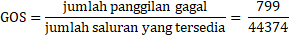 GOS = jumlah panggilan gagal / jumlah saluran yang tersedia = 799 / 44374